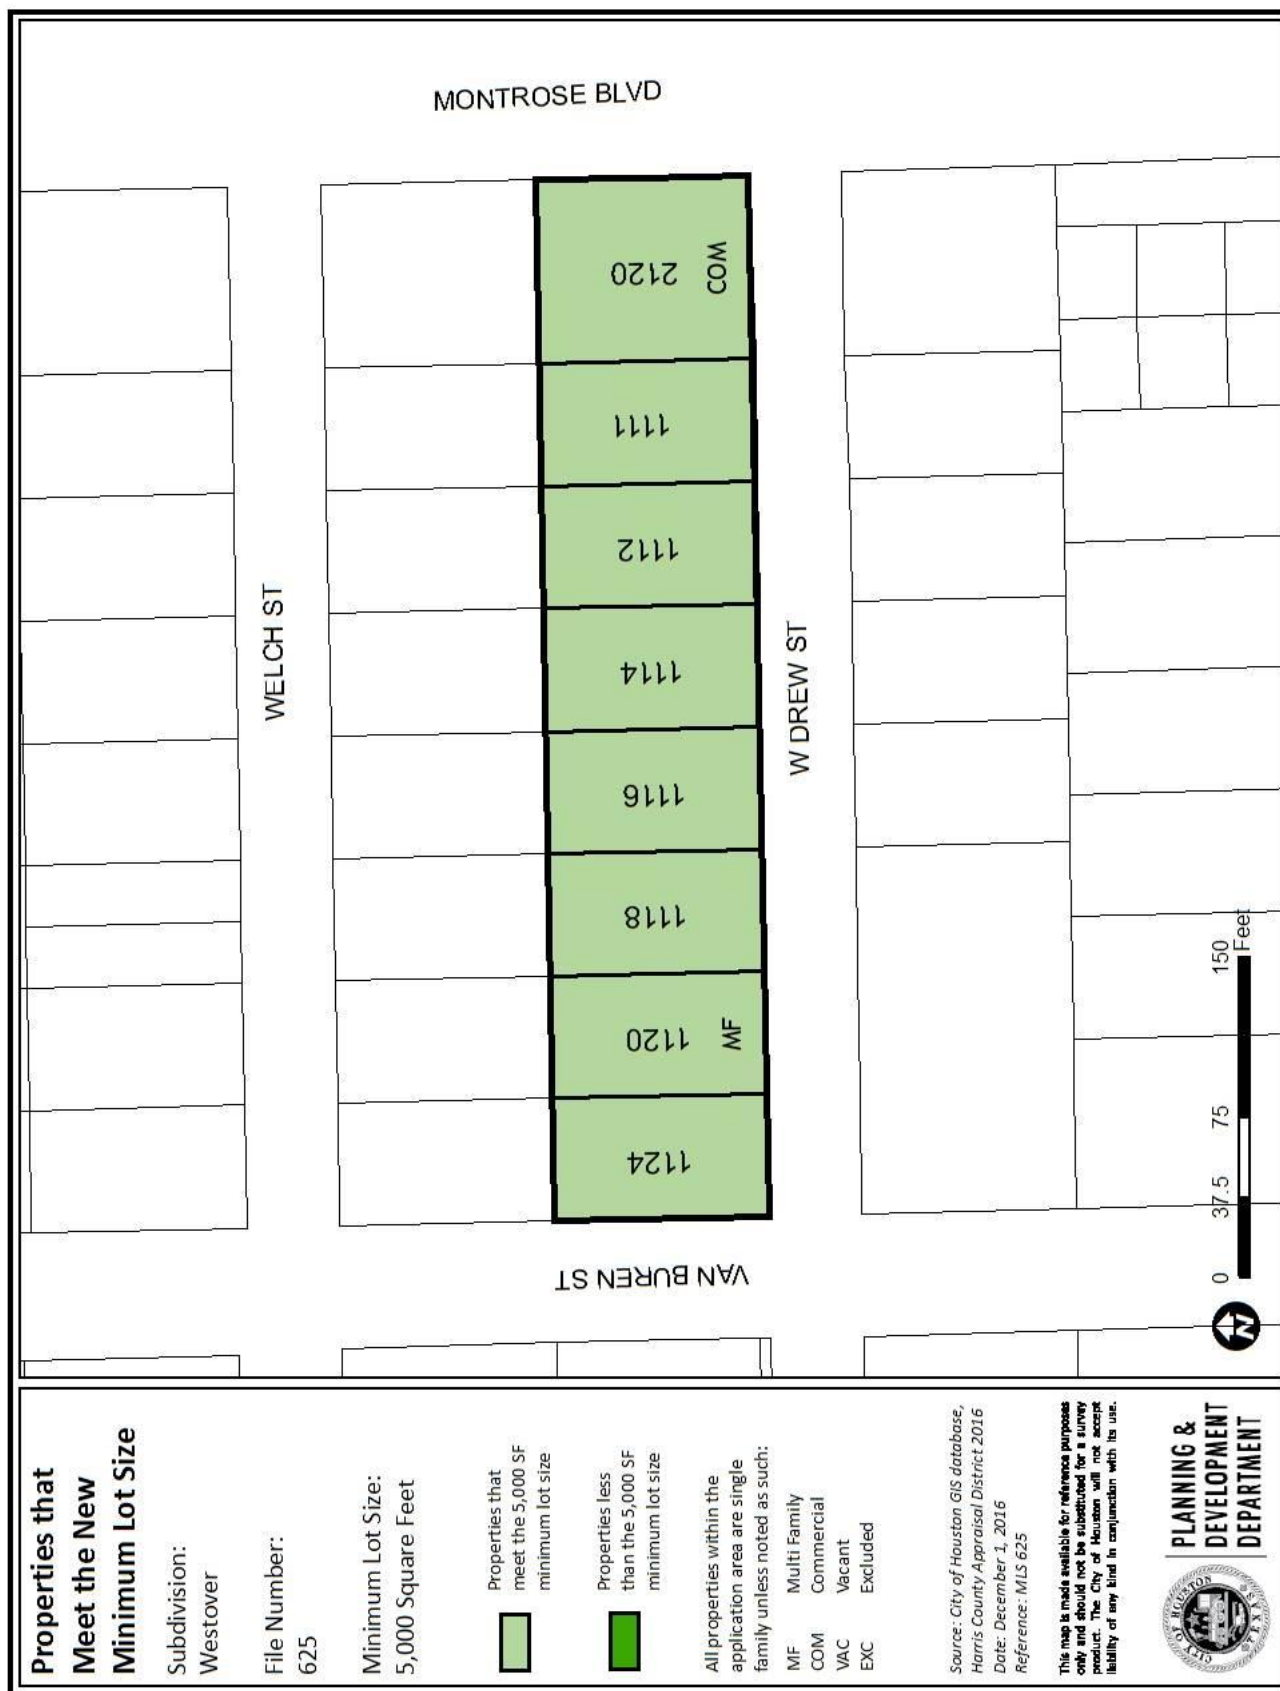 Properties that
Meet the New
Minimum Lot Size
Subdivision:
Westover
File Number:
625
Minimum Lot Size:
5,000 Square Feet
Properties that
meet the 5,000 SF
minimum lot size
Properties less
than the 5,000 SF
minimum lot size
All properties within the
application area are single
family unless noted as such:
MF Multi Family
COM Commercial
VAC Vacant
EXC Excluded
Source: City of Houston GIS database,
Harris County Appraisal District 2016
Date: December 1, 2016
Reference: MLS 625
This map is made available for reference purposes
only and should not be substituted for a survey
product. The City of Houston will not accept
liability of any kind in conjunction with its use.
CITY OF HOUSTON
TEXAS
PLANNING &
DEVELOPMENT
DEPARTMENT
WELCH ST
VAN BUREN ST
1124
1120
MF
1118
1116
1114
1112
1111
2120
COM
MONTROSE BLVD
W DREW ST
N
0 37.5 75 150
Feet